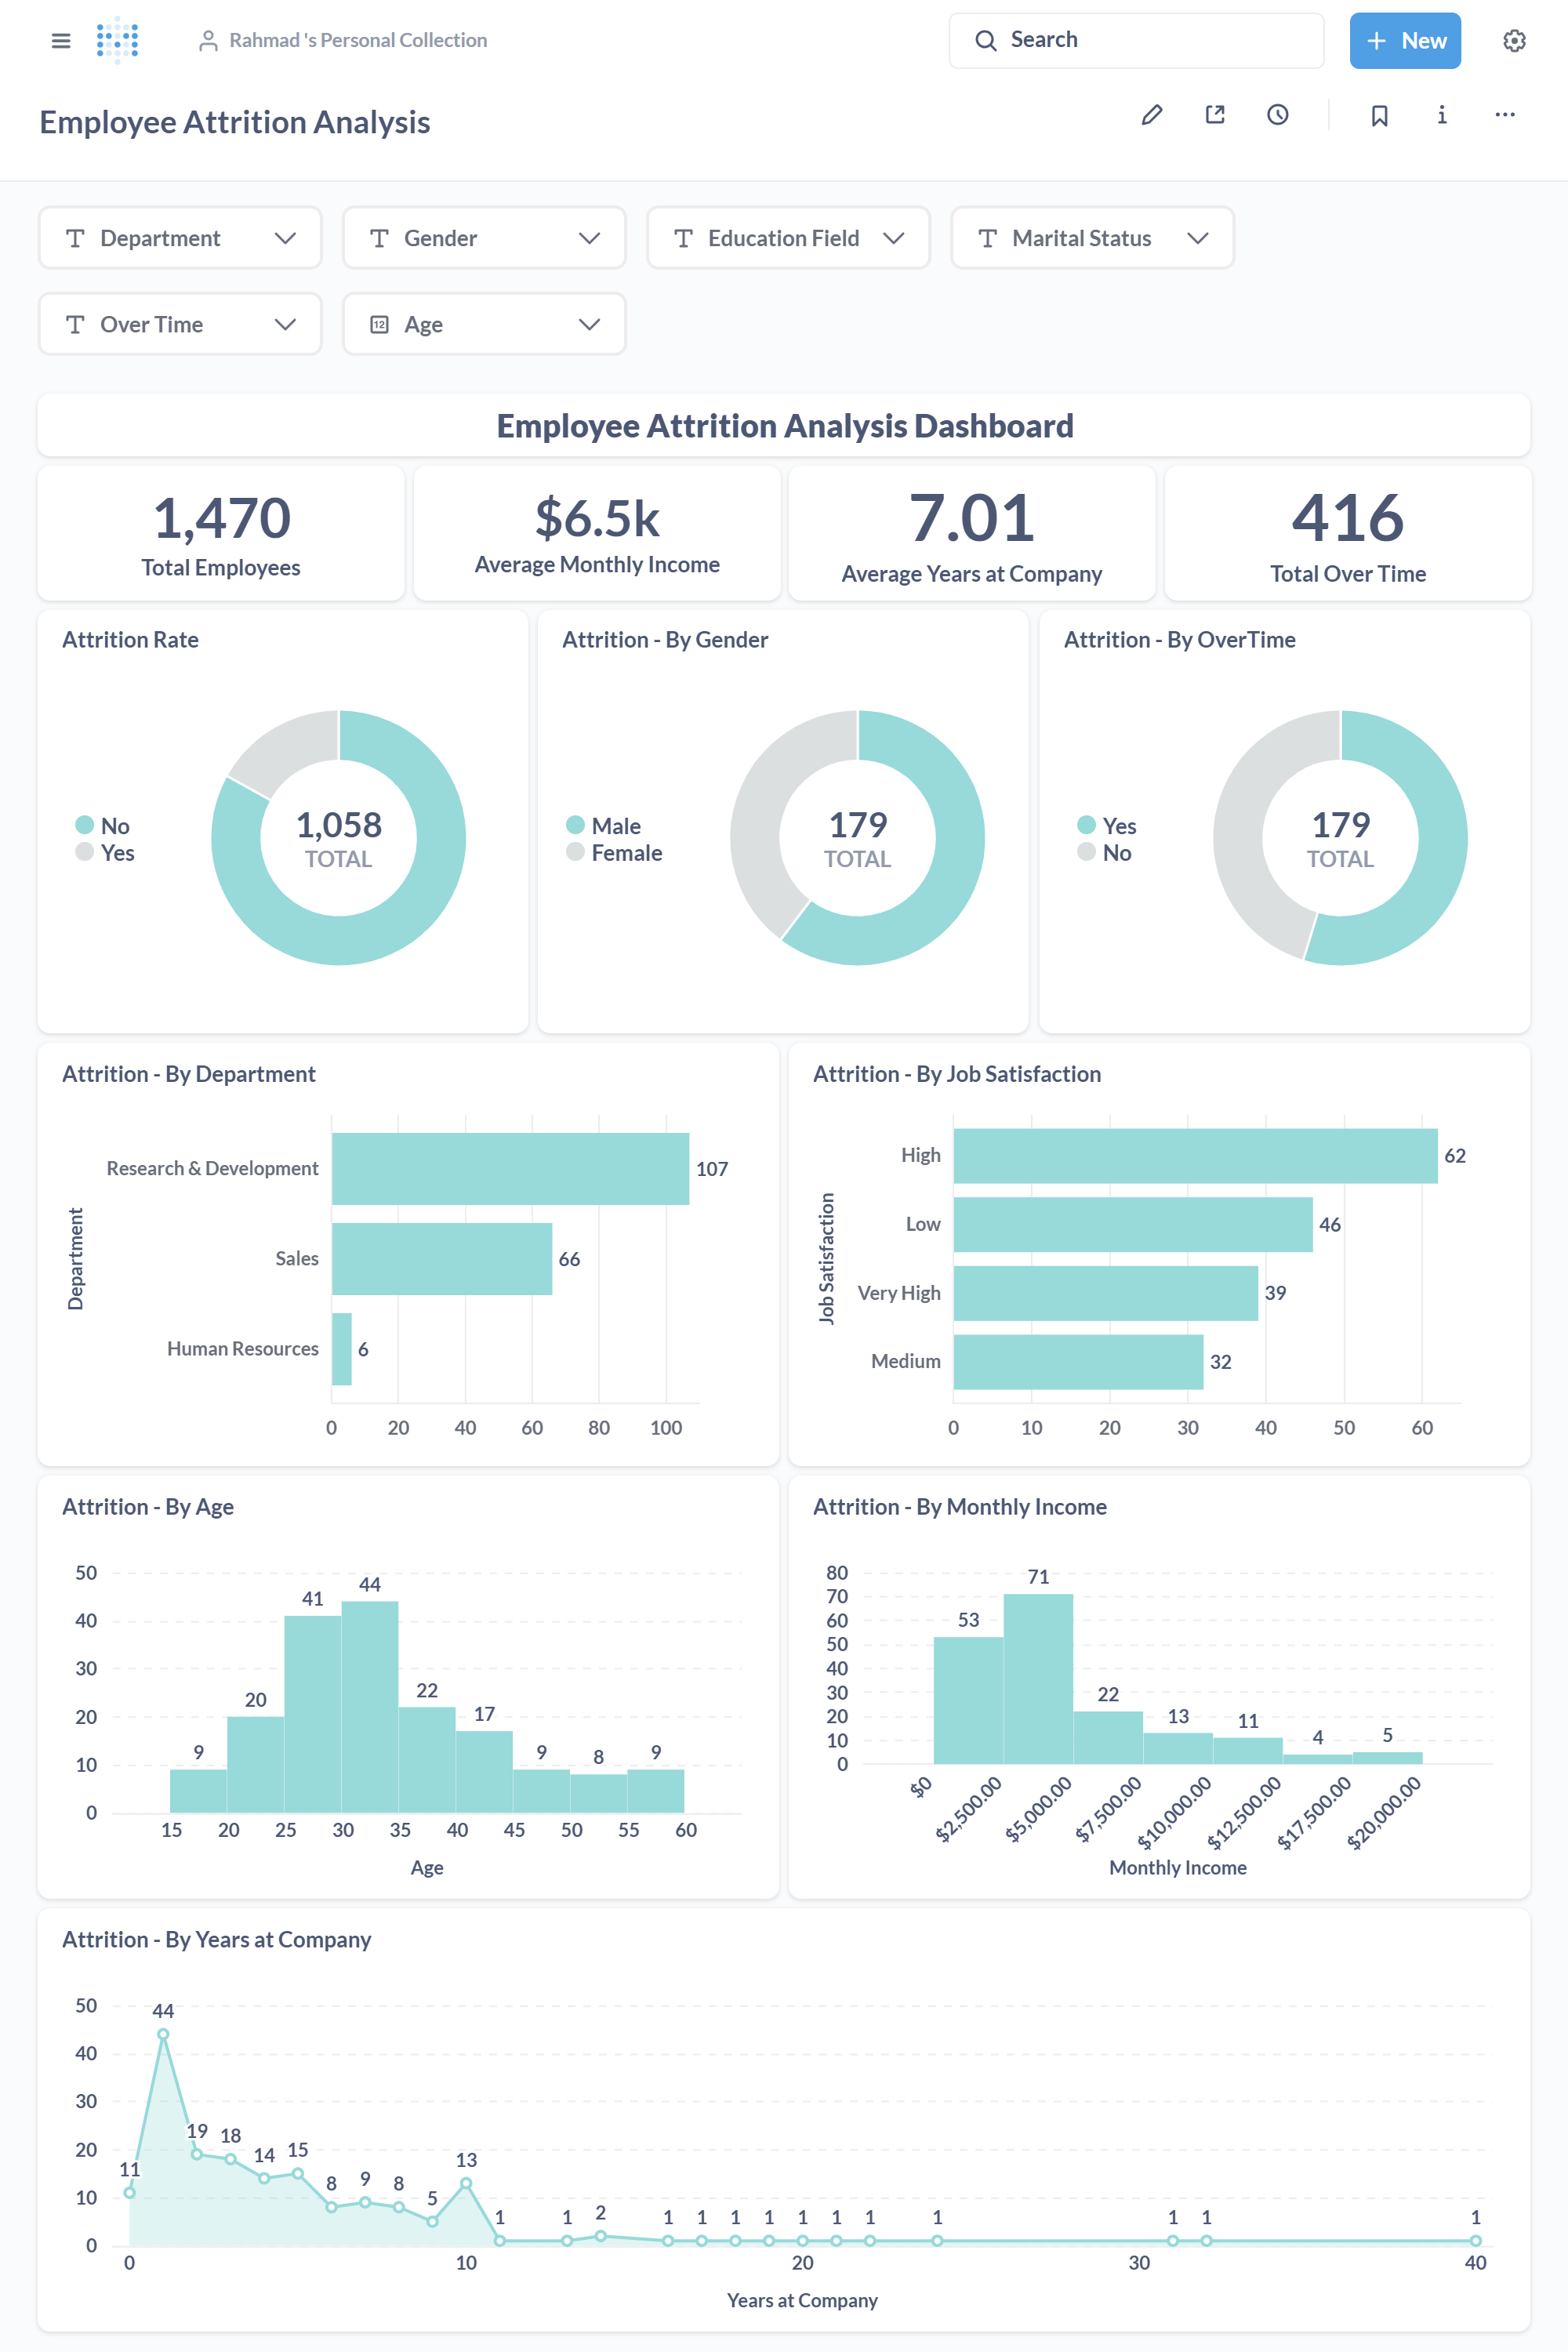 Rahmad 's Personal Collection
Search
New
Employee Attrition Analysis
Department
Gender
Education Field
Marital Status
Over Time
12
Age
Employee Attrition Analysis Dashboard
1,470
Total Employees
$6.5k
Average Monthly Income
7.01
Average Years at Company
416
Total Over Time
Attrition Rate
No
Yes
1,058
TOTAL
Attrition - By Gender
Male
Female
179
TOTAL
Attrition - By OverTime
Yes
No
179
TOTAL
Attrition - By Department
Department
Research & Development
107
Sales
66
Human Resources
6
0 20 40 60 80 100
Attrition - By Job Satisfaction
Job Satisfaction
High
62
Low
46
Very High
39
Medium
32
0 10 20 30 40 50 60
Attrition - By Age
50
40
30
20
10
0
9 20 41 44 22 17 9 8 9
15 20 25 30 35 40 45 50 55 60
Age
Attrition - By Monthly Income
80
70
60
50
40
30
20
10
0
53 71 22 13 11 4 5
$0 $2,500.00 $5,000.00 $7,500.00 $10,000.00 $12,500.00 $17,500.00 $20,000.00
Monthly Income
Attrition - By Years at Company
50
40
30
20
10
0
11 44 19 18 14 15 8 9 8 5 13 1 1 2 1 1 1 1 1 1 1 1 1 1 1
0 10 20 30 40
Years at Company